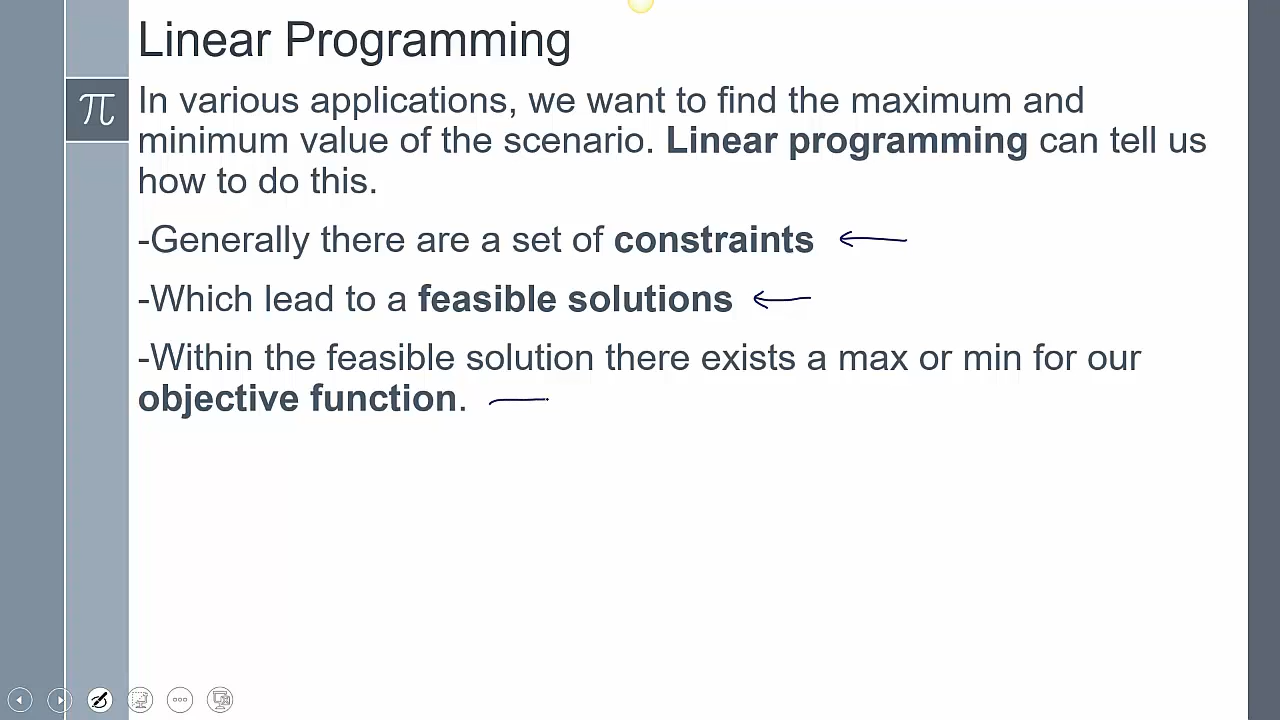 Linear Programming
π
In various applications, we want to find the maximum and
minimum value of the scenario. Linear programming can tell us
how to do this.
-Generally there are a set of constraints
-Which lead to a feasible solutions
-Within the feasible solution there exists a max or min for our
objective function.